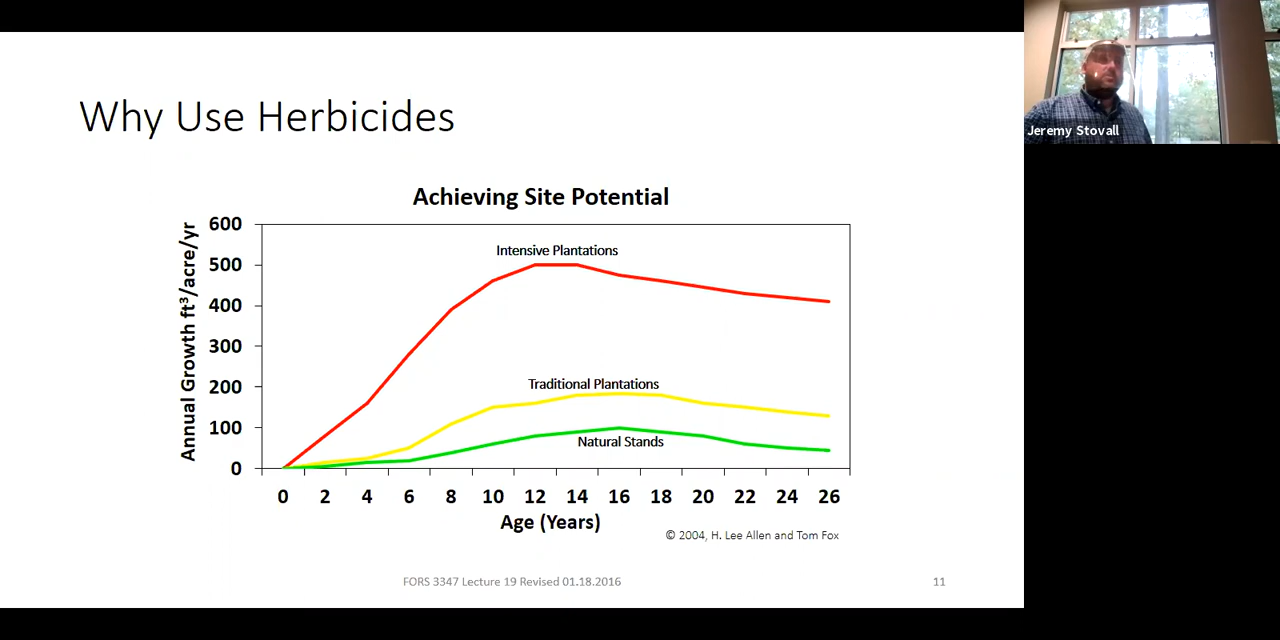 Why Use Herbicides
Jeremy Stovall
Achieving Site Potential
Annual Growth ft³/acre/yr
600
500
400
300
200
100
0
Intensive Plantations
Traditional Plantations
Natural Stands
0 2 4 6 8 10 12 14 16 18 20 22 24 26
Age (Years)
© 2004, H. Lee Allen and Tom Fox
FORS 3347 Lecture 19 Revised 01.18.2016
11